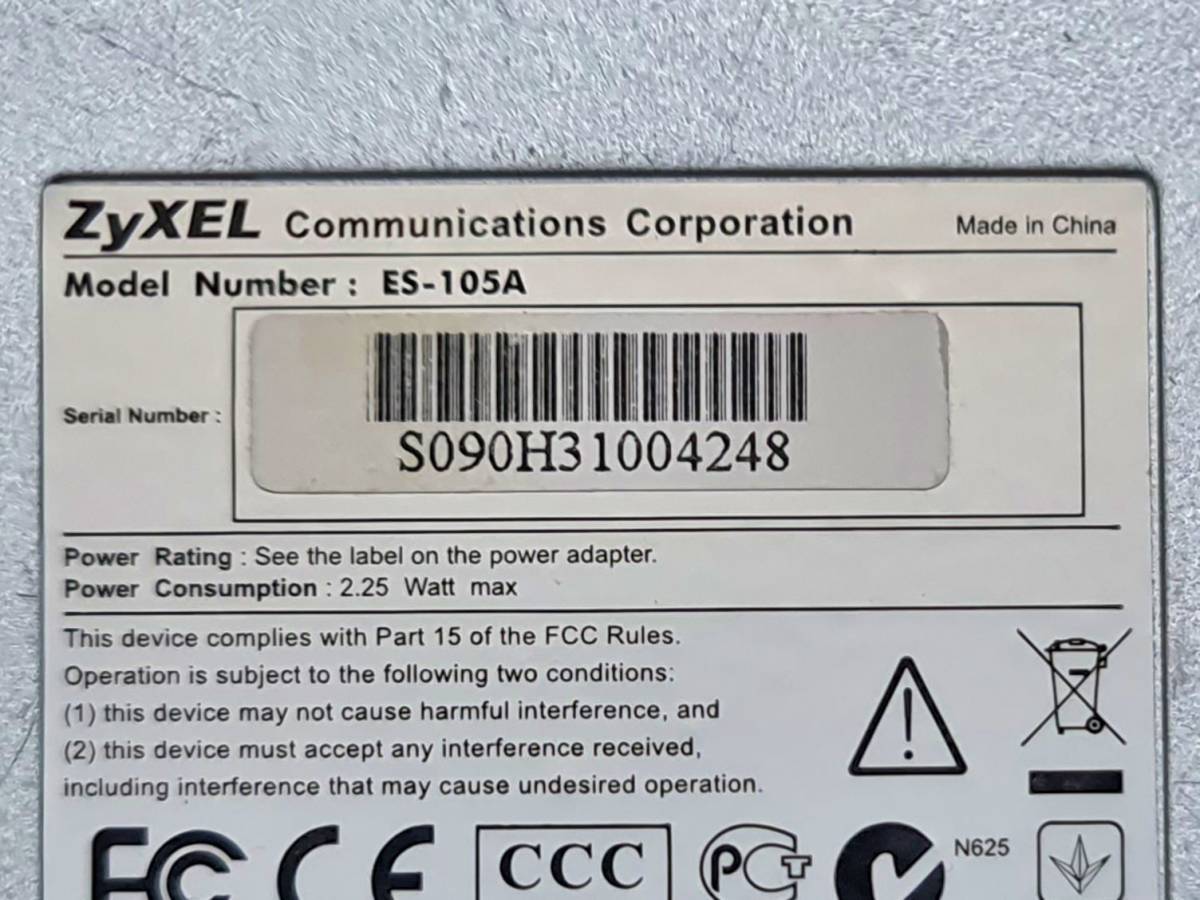 ZyXEL Communications Corporation Made in China
Model Number : ES-105A
Serial Number :
S090H31004248
Power Rating : See the label on the power adapter.
Power Consumption : 2.25 Watt max
This device complies with Part 15 of the FCC Rules.
Operation is subject to the following two conditions:
(1) this device may not cause harmful interference, and
(2) this device must accept any interference received,
including interference that may cause undesired operation.
FC CE CCC PCT N625